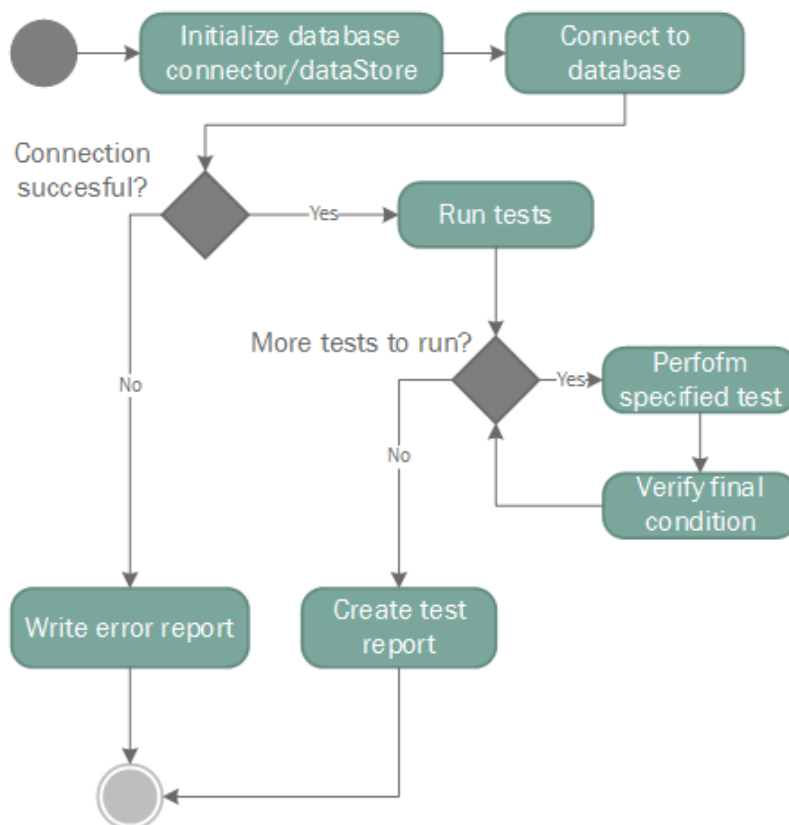 Initialize database
connector/dataStore
Connect to
database
Connection
succesful?
Yes
Run tests
More tests to run?
No
Yes
Perfofm
specified test
No
Verify final
condition
Write error report
Create test
report